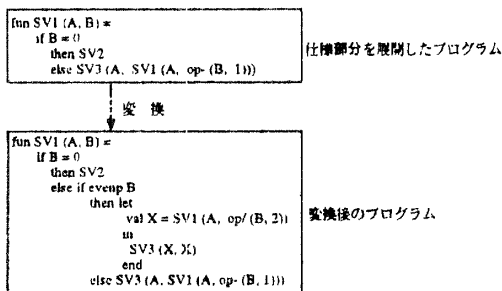 fun SV1 (A, B) =
if B = 0
then SV2
else SV3 (A, SV1 (A, op- (B, 1)))
仕様部分を展開したプログラム
変 換
fun SV1 (A, B) =
if B = 0
then SV2
else if evenp B
then let
val X = SV1 (A, op/ (B, 2))
in
SV3 (X, X)
end
else SV3 (A, SV1 (A, op- (B, 1)))
変換後のプログラム